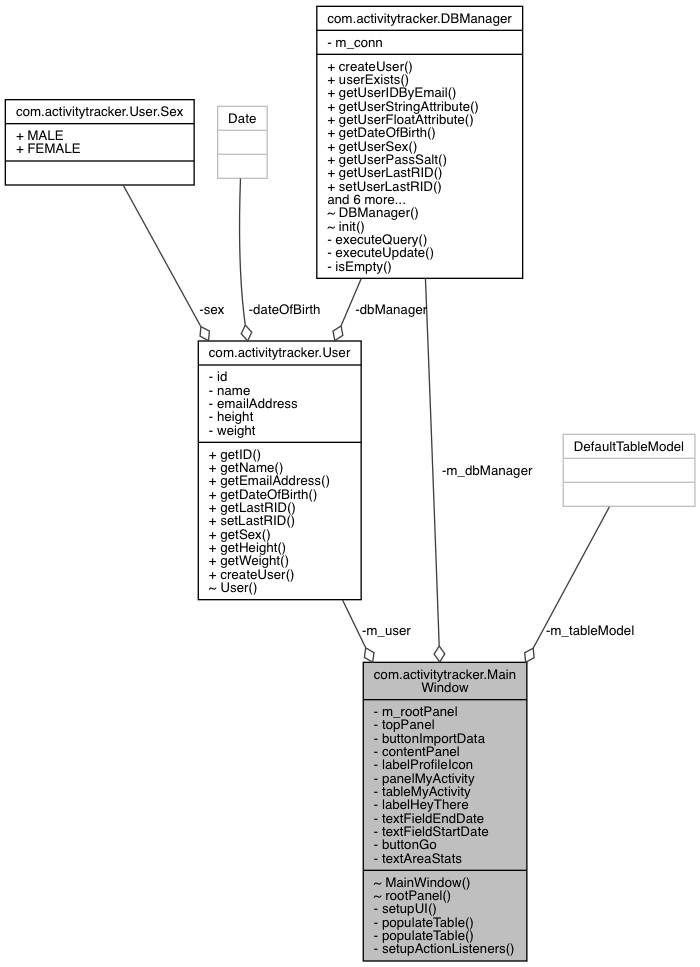 com.activitytracker.DBManager
- m_conn
+ createUser()
+ userExists()
+ getUserIDByEmail()
+ getUserStringAttribute()
+ getUserFloatAttribute()
+ getDateOfBirth()
+ getUserSex()
+ getUserPassSalt()
+ getUserLastRID()
+ setUserLastRID()
and 6 more...
~ DBManager()
~ init()
- executeQuery()
- executeUpdate()
- isEmpty()
com.activitytracker.User.Sex
+ MALE
+ FEMALE
Date
-sex
-dateOfBirth
-dbManager
com.activitytracker.User
- id
- name
- emailAddress
- height
- weight
+ getID()
+ getName()
+ getEmailAddress()
+ getDateOfBirth()
+ getLastRID()
+ setLastRID()
+ getSex()
+ getHeight()
+ getWeight()
+ createUser()
~ User()
-m_dbManager
DefaultTableModel
-m_user
-m_tableModel
com.activitytracker.Main
Window
- m_rootPanel
- topPanel
- buttonImportData
- contentPanel
- labelProfileIcon
- panelMyActivity
- tableMyActivity
- labelHeyThere
- textFieldEndDate
- textFieldStartDate
- buttonGo
- textAreaStats
~ MainWindow()
~ rootPanel()
- setupUI()
- populateTable()
- populateTable()
- setupActionListeners()